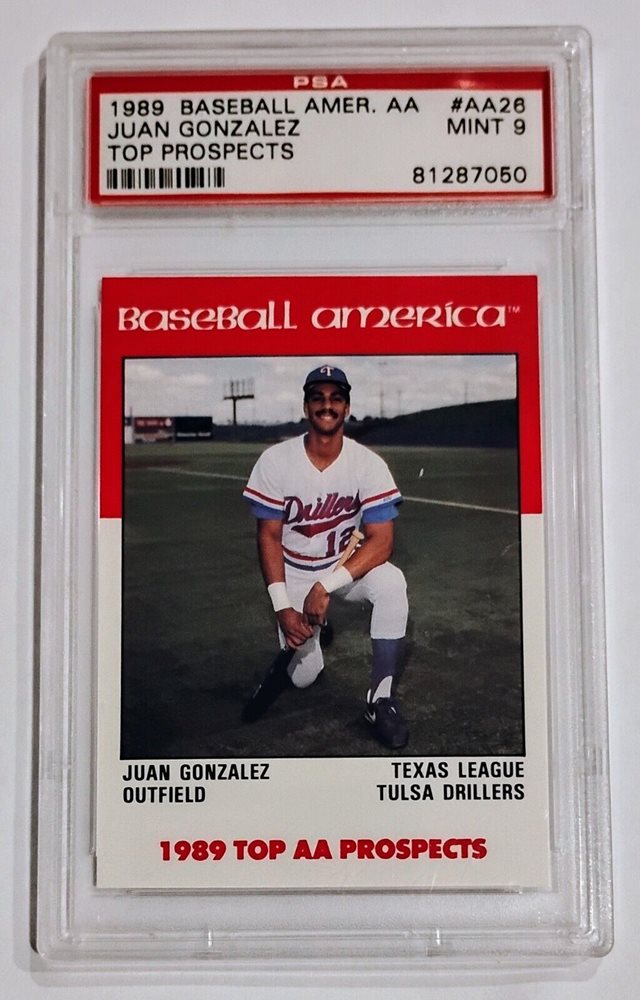 PSA
1989 BASEBALL AMER. AA #AA26
JUAN GONZALEZ MINT 9
TOP PROSPECTS
81287050
Baseball america™
T
Drillers
12
JUAN GONZALEZ TEXAS LEAGUE
OUTFIELD TULSA DRILLERS
1989 TOP AA PROSPECTS